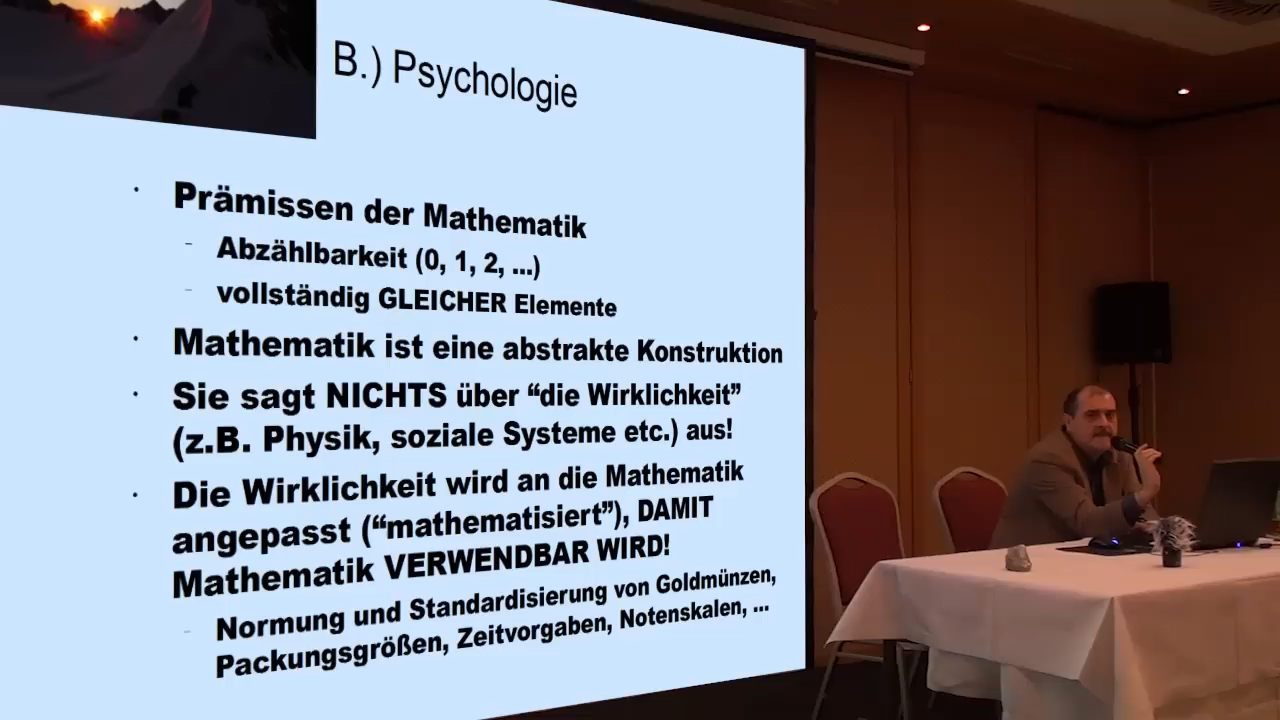 B.) Psychologie
· Prämissen der Mathematik
- Abzählbarkeit (0, 1, 2, ...)
- vollständig GLEICHER Elemente
· Mathematik ist eine abstrakte Konstruktion
· Sie sagt NICHTS über “die Wirklichkeit”
(z.B. Physik, soziale Systeme etc.) aus!
· Die Wirklichkeit wird an die Mathematik
angepasst (“mathematisiert”), DAMIT
Mathematik VERWENDBAR WIRD!
- Normung und Standardisierung von Goldmünzen,
Packungsgrößen, Zeitvorgaben, Notenskalen, ...